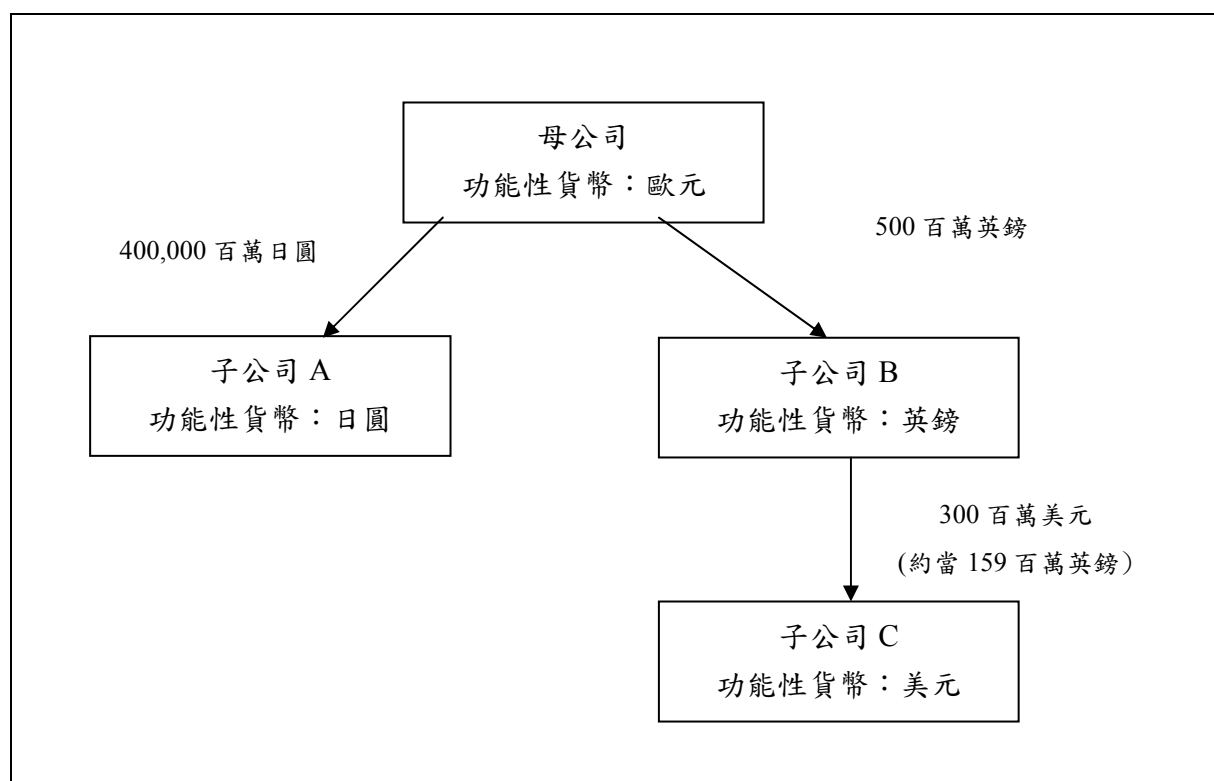 母公司
功能性貨幣：歐元
400,000 百萬日圓
500 百萬英鎊
子公司 A
功能性貨幣：日圓
子公司 B
功能性貨幣：英鎊
300 百萬美元
(約當 159 百萬英鎊）
子公司 C
功能性貨幣：美元